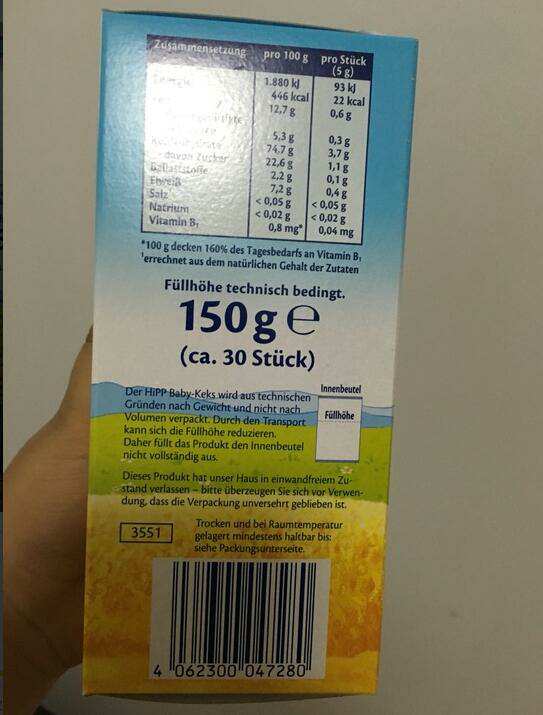 Zusammensetzung pro 100 g pro Stück
(5 g)
Energie 1.880 kJ 93 kJ
446 kcal 22 kcal
12,7 g 0,6 g
5,3 g 0,3 g
74,7 g 3,7 g
- davon Zucker 22,6 g 1,1 g
Ballaststoffe 2,2 g 0,1 g
Eiweiß 7,2 g 0,4 g
Salz < 0,05 g < 0,05 g
Natrium < 0,02 g < 0,02 g
Vitamin B₁ 0,8 mg* 0,04 mg
*100 g decken 160% des Tagesbedarfs an Vitamin B₁
¹errechnet aus dem natürlichen Gehalt der Zutaten
Füllhöhe technisch bedingt.
150 g ℮
(ca. 30 Stück)
Der HiPP Baby-Keks wird aus technischen
Gründen nach Gewicht und nicht nach
Volumen verpackt. Durch den Transport
kann sich die Füllhöhe reduzieren.
Daher füllt das Produkt den Innenbeutel
nicht vollständig aus.
Innenbeutel
Füllhöhe
Dieses Produkt hat unser Haus in einwandfreiem Zu-
stand verlassen – bitte überzeugen Sie sich vor Verwen-
dung, dass die Verpackung unversehrt geblieben ist.
3551
Trocken und bei Raumtemperatur
gelagert mindestens haltbar bis:
siehe Packungsunterseite.
4 062300 047280